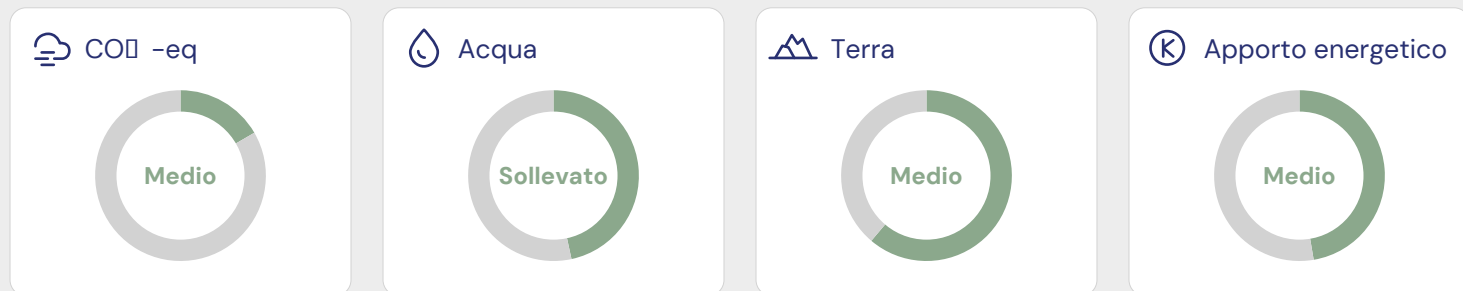 CO▯ -eq
Medio
Acqua
Sollevato
Terra
Medio
Apporto energetico
Medio